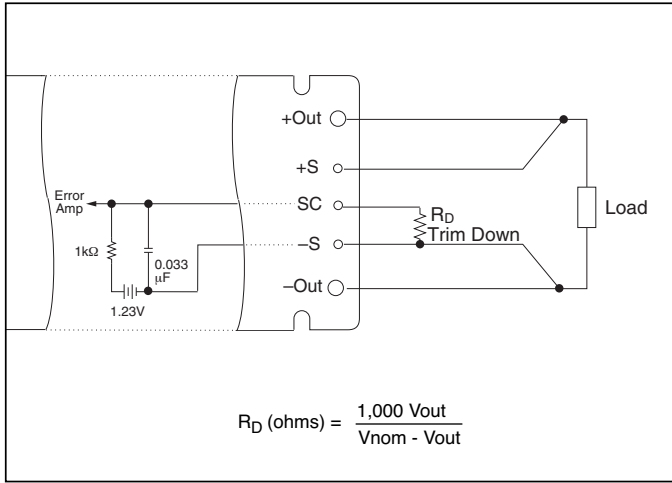 +Out
+S
Error
Amp
SC
R_D
Load
Trim Down
1kΩ
–S
0.033
µF
–Out
1.23V
R_D (ohms) = 1,000 Vout
Vnom - Vout